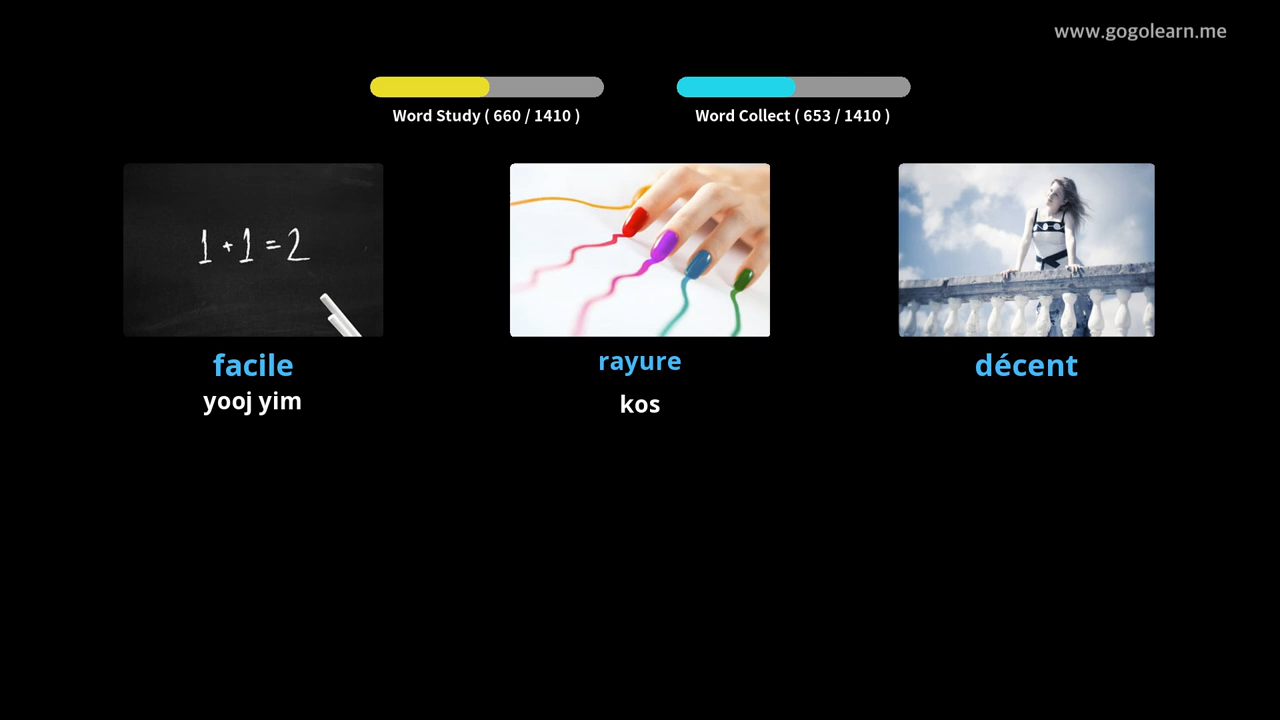 www.gogolearn.me
Word Study ( 660 / 1410 )
Word Collect ( 653 / 1410 )
1 + 1 = 2
facile
yooj yim
rayure
kos
décent